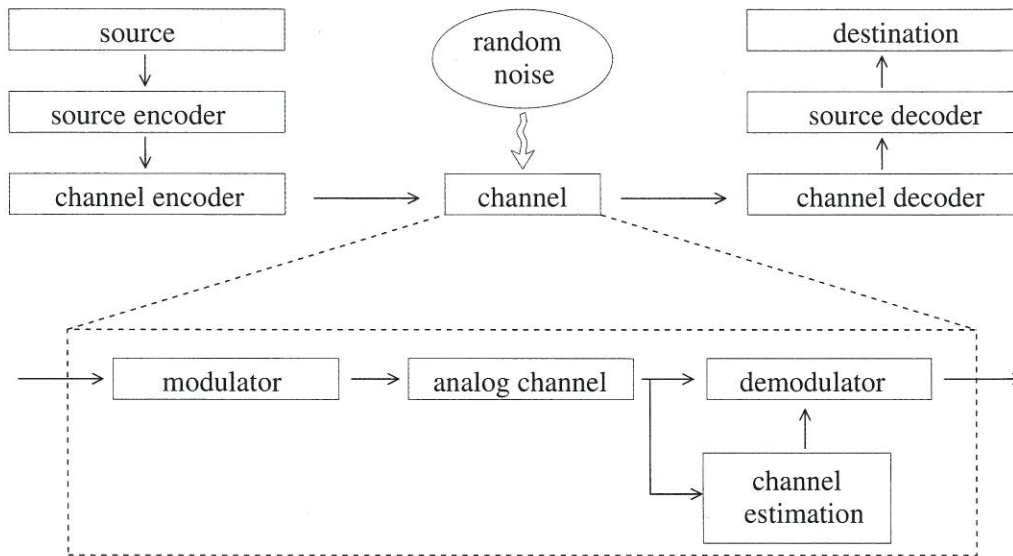 source
random
noise
destination
source encoder
source decoder
channel encoder
channel
channel decoder
modulator
analog channel
demodulator
channel
estimation